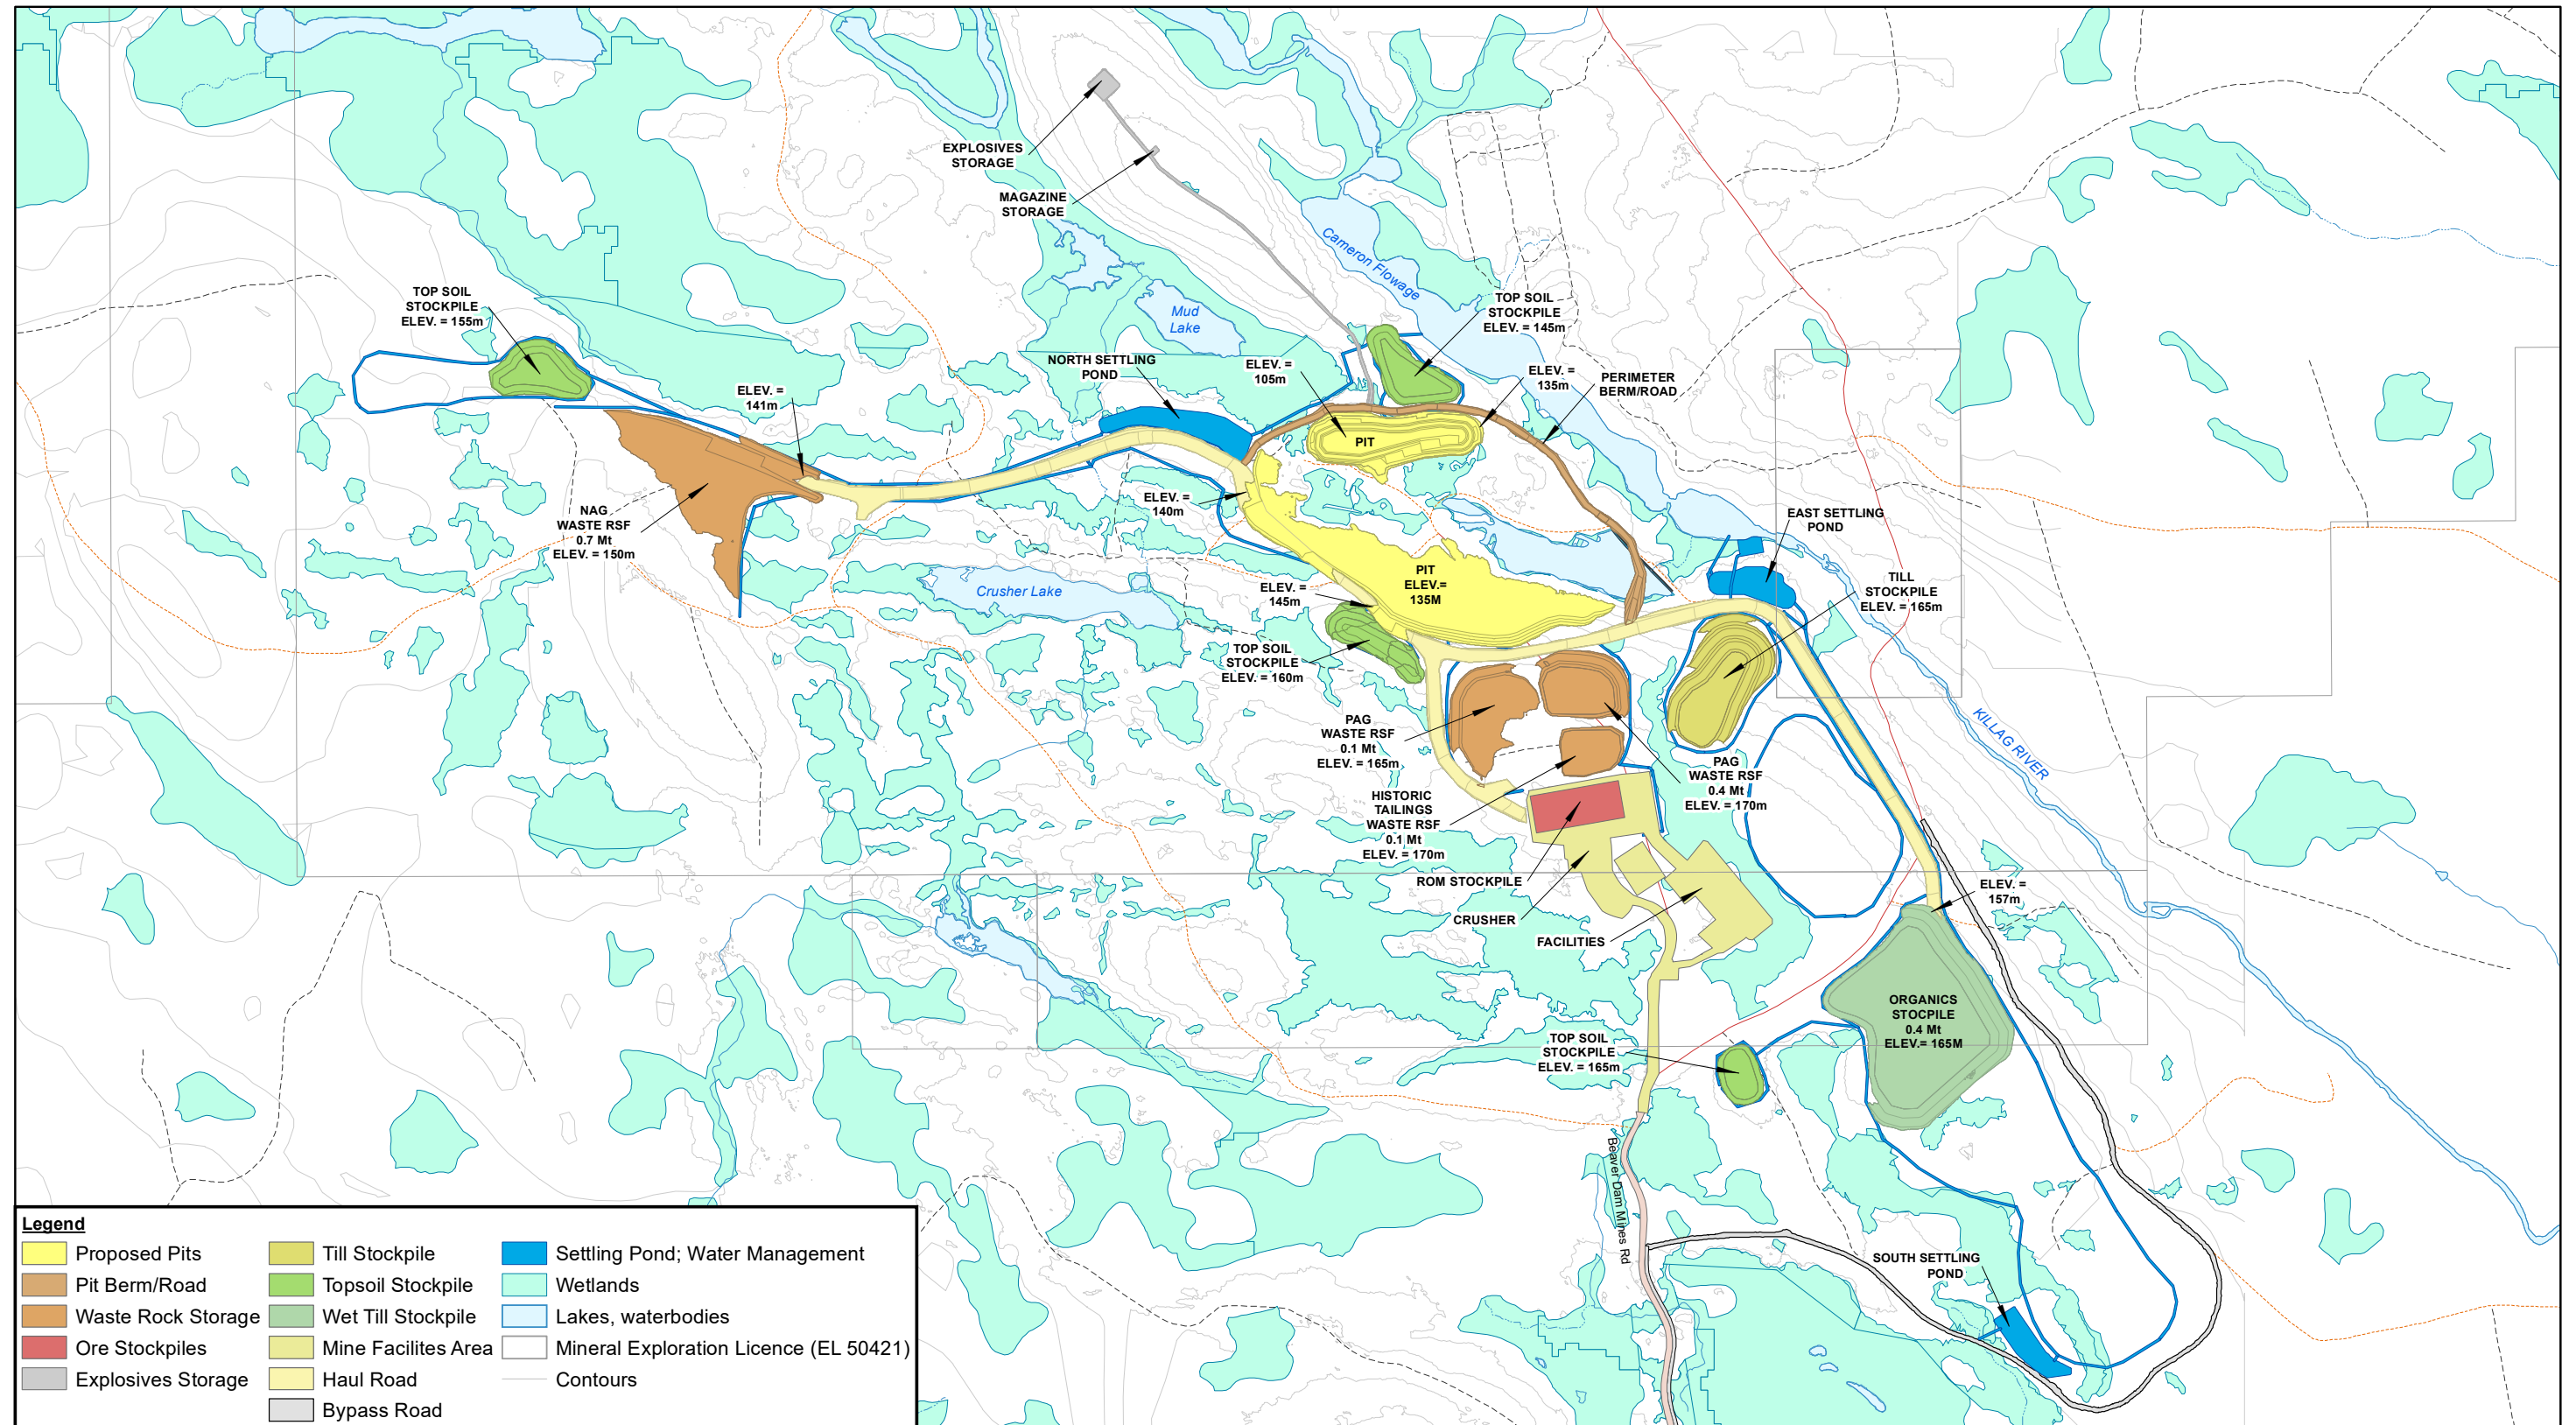 EXPLOSIVES
STORAGE
MAGAZINE
STORAGE
Cameron Flowage
TOP SOIL
STOCKPILE
ELEV. = 155m
TOP SOIL
STOCKPILE
ELEV. = 145m
Mud
Lake
NORTH SETTLING
POND
ELEV. =
105m
ELEV. =
135m
PERIMETER
BERM/ROAD
ELEV. =
141m
PIT
ELEV. =
140m
NAG
WASTE RSF
0.7 Mt
ELEV. = 150m
EAST SETTLING
POND
PIT
ELEV.=
135M
TILL
STOCKPILE
ELEV. = 165m
Crusher Lake
ELEV. =
145m
TOP SOIL
STOCKPILE
ELEV. = 160m
KILLAG RIVER
PAG
WASTE RSF
0.1 Mt
ELEV. = 165m
PAG
WASTE RSF
0.4 Mt
ELEV. = 170m
HISTORIC
TAILINGS
WASTE RSF
0.1 Mt
ELEV. = 170m
ROM STOCKPILE
CRUSHER
FACILITIES
ELEV. =
157m
ORGANICS
STOCPILE
0.4 Mt
ELEV.= 165M
TOP SOIL
STOCKPILE
ELEV. = 165m
Beaver Dam Mines Rd
SOUTH SETTLING
POND
Legend
Proposed Pits
Pit Berm/Road
Waste Rock Storage
Ore Stockpiles
Explosives Storage
Till Stockpile
Topsoil Stockpile
Wet Till Stockpile
Mine Facilites Area
Haul Road
Bypass Road
Settling Pond; Water Management
Wetlands
Lakes, waterbodies
Mineral Exploration Licence (EL 50421)
Contours